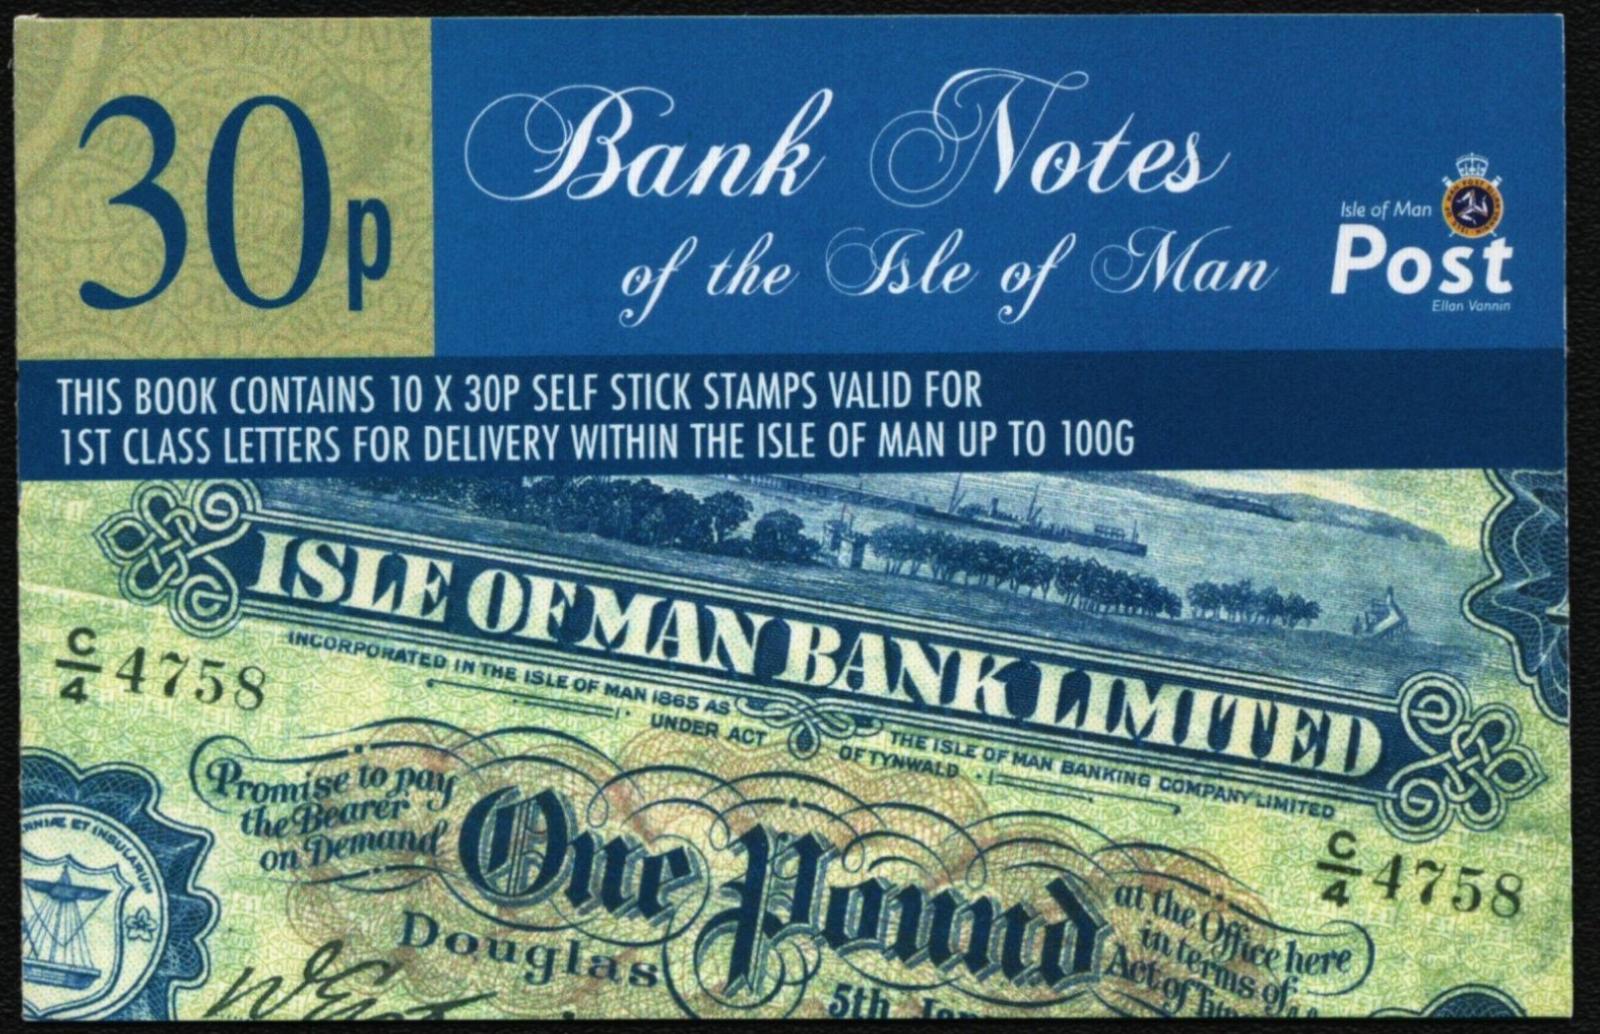 30p
Bank Notes
of the Isle of Man
Isle of Man
Post
Ellan Vannin
THIS BOOK CONTAINS 10 X 30P SELF STICK STAMPS VALID FOR
1ST CLASS LETTERS FOR DELIVERY WITHIN THE ISLE OF MAN UP TO 100G
ISLE OF MAN BANK LIMITED
INCORPORATED IN THE ISLE OF MAN 1865 AS THE ISLE OF MAN BANKING COMPANY LIMITED
UNDER ACT OF TYNWALD
C/4 4758
Promise to pay
the Bearer
on Demand
One Pound
at the Office here
in terms of
Act of
C/4 4758
Douglas
5th
ET INSULARUM